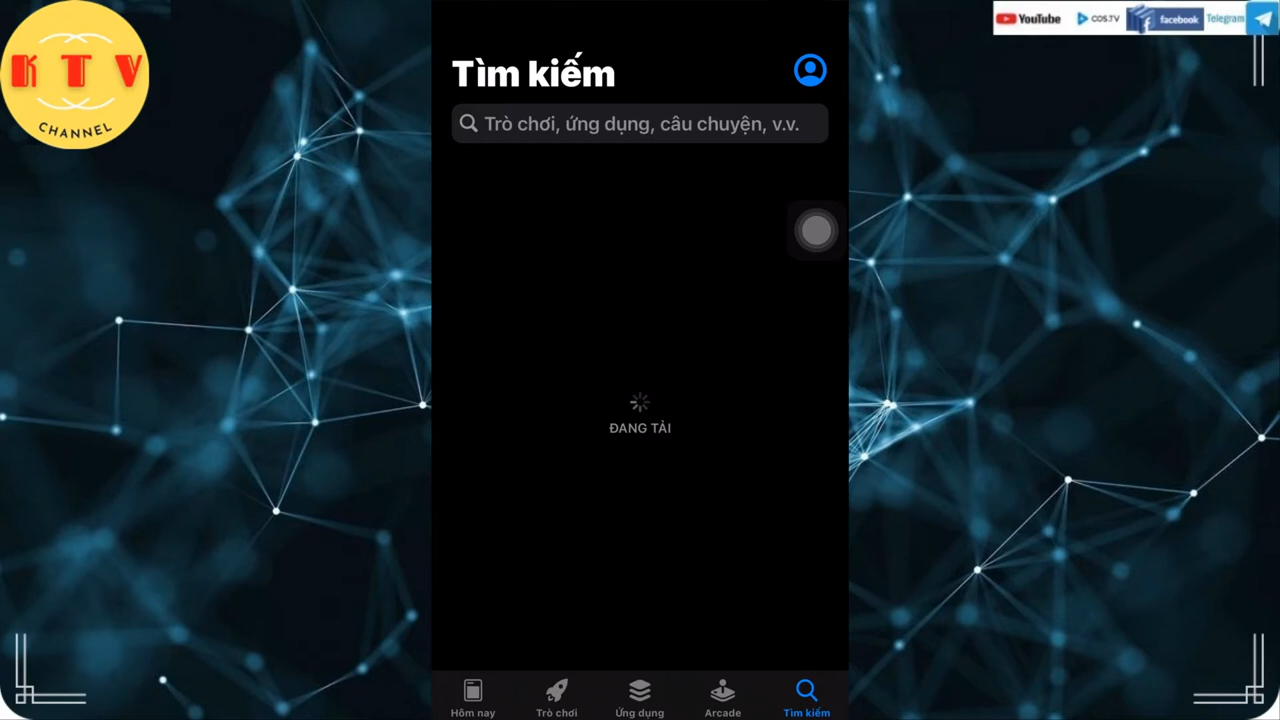 K T V
CHANNEL
YouTube
COS.TV
facebook
Telegram
Tìm kiếm
Trò chơi, ứng dụng, câu chuyện, v.v.
ĐANG TẢI
Hôm nay
Trò chơi
Ứng dụng
Arcade
Tìm kiếm